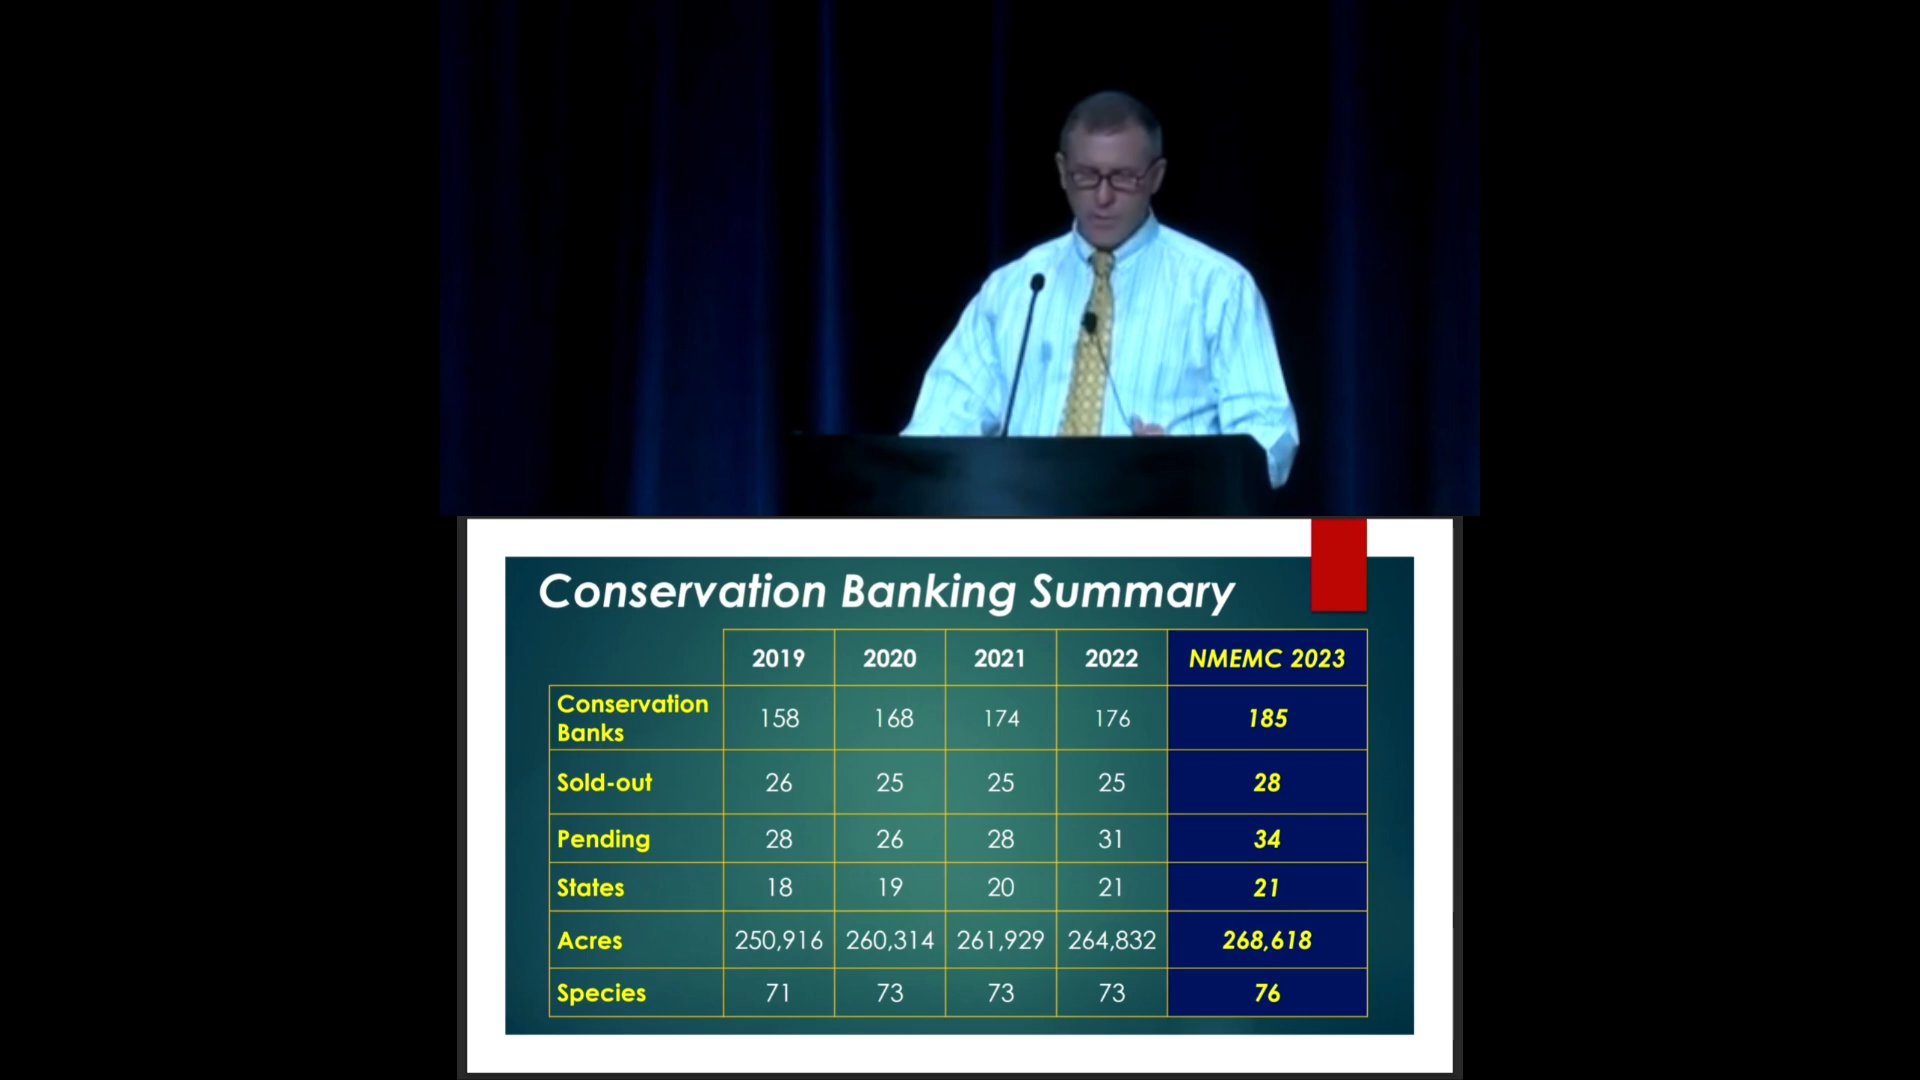 Conservation Banking Summary
2019 2020 2021 2022 NMEMC 2023
Conservation
Banks 158 168 174 176 185
Sold-out 26 25 25 25 28
Pending 28 26 28 31 34
States 18 19 20 21 21
Acres 250,916 260,314 261,929 264,832 268,618
Species 71 73 73 73 76